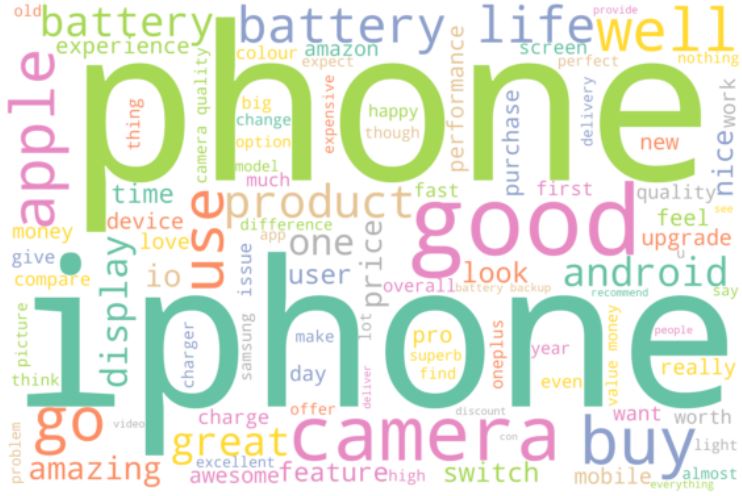 old
battery
battery life
provide
well
experience
colour
amazon
screen
perfect
nothing
apple
phone
thing
camera quality
big
change
option
model
much
expect
expensive
happy
though
performance
purchase
delivery
new
nice
work
time
use
product
fast
first
quality
see
money
device
love
difference
app
one
good
feel
upgrade
u
give
compare
display
io
issue
user
price
overall
look
battery backup
android
recommend
say
iphone
picture
think
charger
samsung
make
day
lot
pro
superb
find
oneplus
year
even
value money
people
really
deliver
offer
discount
go
video
charge
great
camera
con
buy
want
worth
light
problem
amazing
excellent
awesome
feature
high
switch
mobile
almost
everything